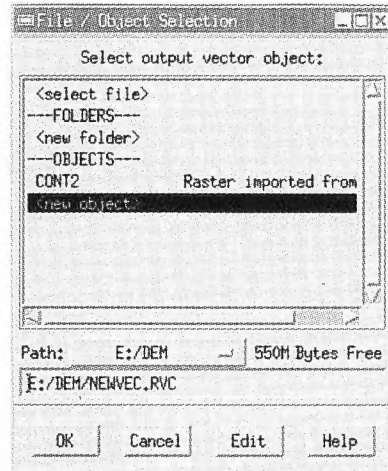 File / Object Selection
Select output vector object:
<select file>
---FOLDERS---
<new folder>
---OBJECTS---
CONT2 Raster imported from
<new object>
Path: E:/DEM 550M Bytes Free
E:/DEM/NEWVEC.RVC
OK Cancel Edit Help